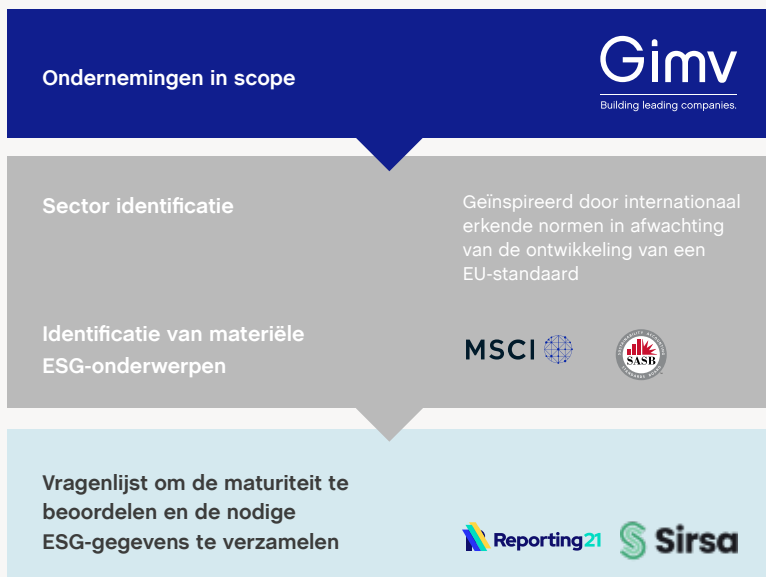 Ondernemingen in scope
Gimv
Building leading companies.
Sector identificatie
Geïnspireerd door internationaal
erkende normen in afwachting
van de ontwikkeling van een
EU-standaard
Identificatie van materiële
ESG-onderwerpen
MSCI
SASB
Vragenlijst om de maturiteit te
beoordelen en de nodige
ESG-gegevens te verzamelen
Reporting21
Sirsa